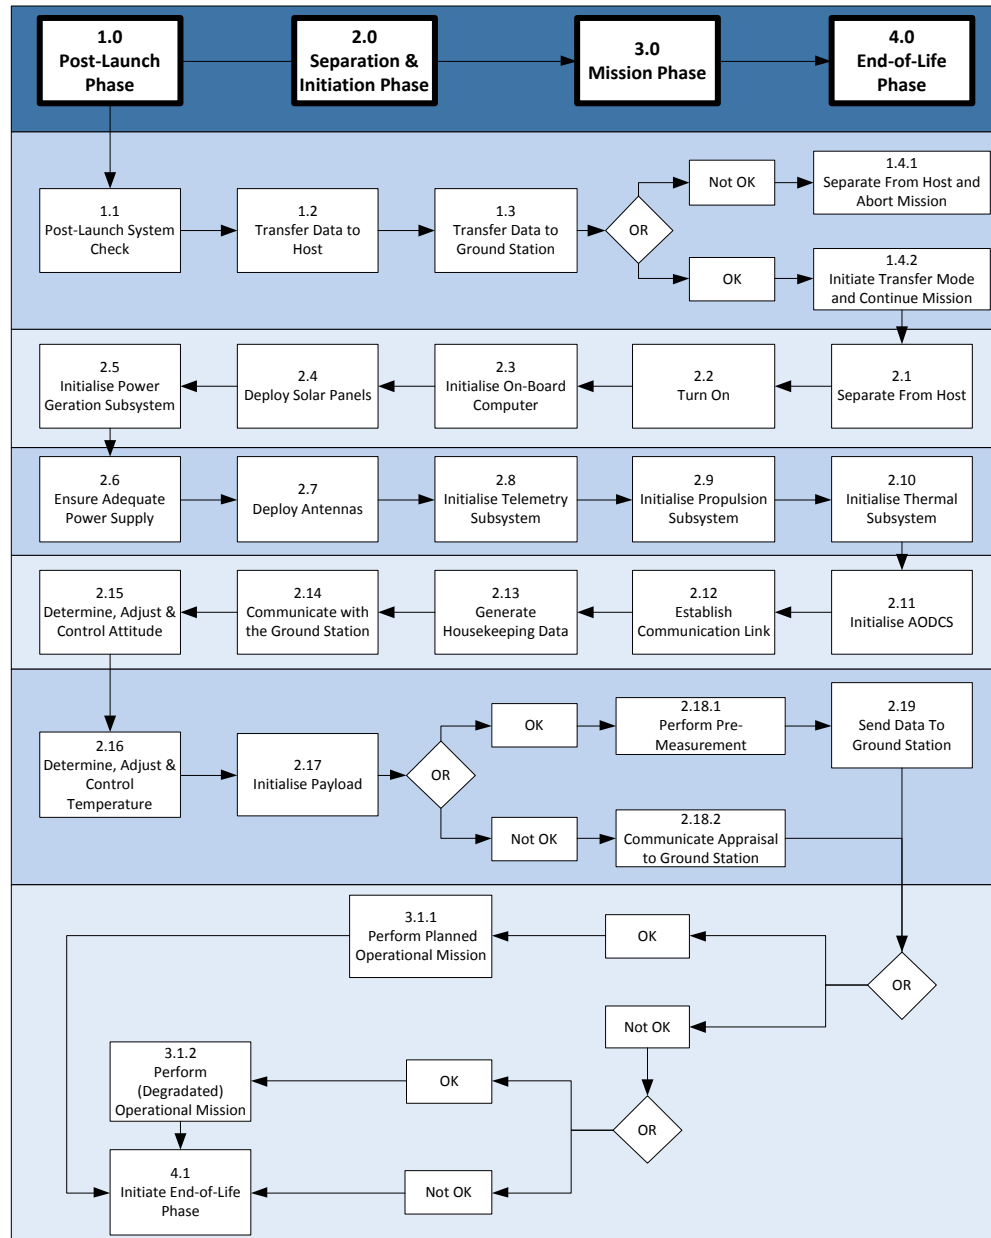 1.0
Post-Launch
Phase
2.0
Separation &
Initiation Phase
3.0
Mission Phase
4.0
End-of-Life
Phase
1.1
Post-Launch System
Check
1.2
Transfer Data to
Host
1.3
Transfer Data to
Ground Station
OR
Not OK
1.4.1
Separate From Host and
Abort Mission
OK
1.4.2
Initiate Transfer Mode
and Continue Mission
2.5
Initialise Power
Geration Subsystem
2.4
Deploy Solar Panels
2.3
Initialise On-Board
Computer
2.2
Turn On
2.1
Separate From Host
2.6
Ensure Adequate
Power Supply
2.7
Deploy Antennas
2.8
Initialise Telemetry
Subsystem
2.9
Initialise Propulsion
Subsystem
2.10
Initialise Thermal
Subsystem
2.15
Determine, Adjust &
Control Attitude
2.14
Communicate with
the Ground Station
2.13
Generate
Housekeeping Data
2.12
Establish
Communication Link
2.11
Initialise AODCS
2.16
Determine, Adjust &
Control
Temperature
2.17
Initialise Payload
OR
OK
2.18.1
Perform Pre-
Measurement
2.19
Send Data To
Ground Station
Not OK
2.18.2
Communicate Appraisal
to Ground Station
3.1.1
Perform Planned
Operational Mission
OK
OR
Not OK
3.1.2
Perform
(Degradated)
Operational Mission
OK
OR
4.1
Initiate End-of-Life
Phase
Not OK